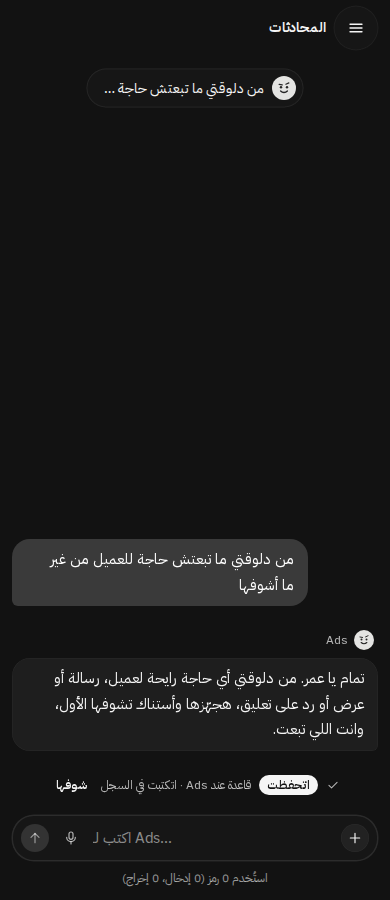 المحادثات
من دلوقتي ما تبعتش حاجة ...
من دلوقتي ما تبعتش حاجة للعميل من غير
ما أشوفها
Ads
تمام يا عمر. من دلوقتي أي حاجة رايحة لعميل، رسالة أو
عرض أو رد على تعليق، هجهّزها وأستناك تشوفها الأول،
وانت اللي تبعت.
اتحفظت قاعدة عند Ads · اتكتبت في السجل شوفها
اكتب لـ Ads...
استُخدم 0 رمز (0 إدخال، 0 إخراج)